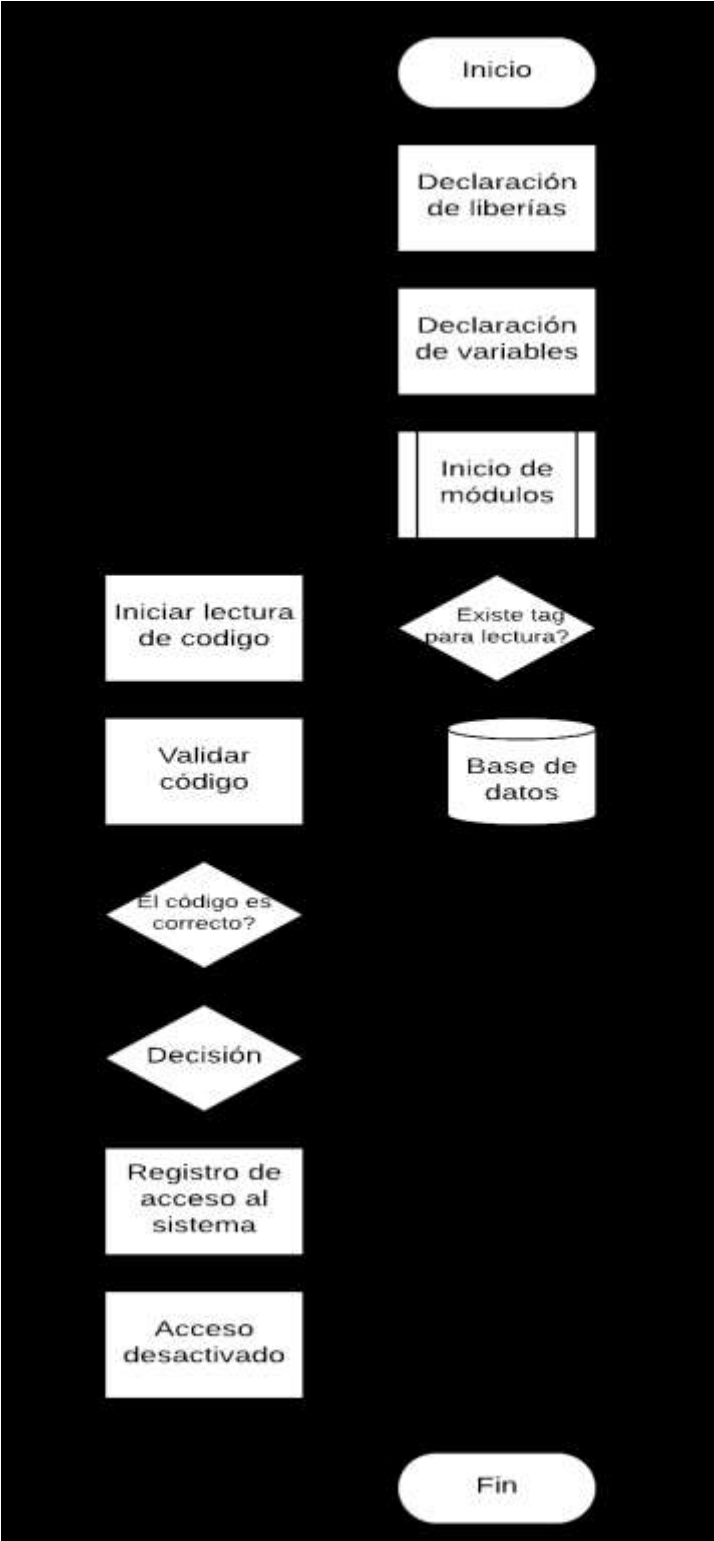 Inicio
Declaración
de liberías
Declaración
de variables
Inicio de
módulos
Existe tag
para lectura?
Iniciar lectura
de codigo
Validar
código
Base de
datos
El código es
correcto?
Decisión
Registro de
acceso al
sistema
Acceso
desactivado
Fin